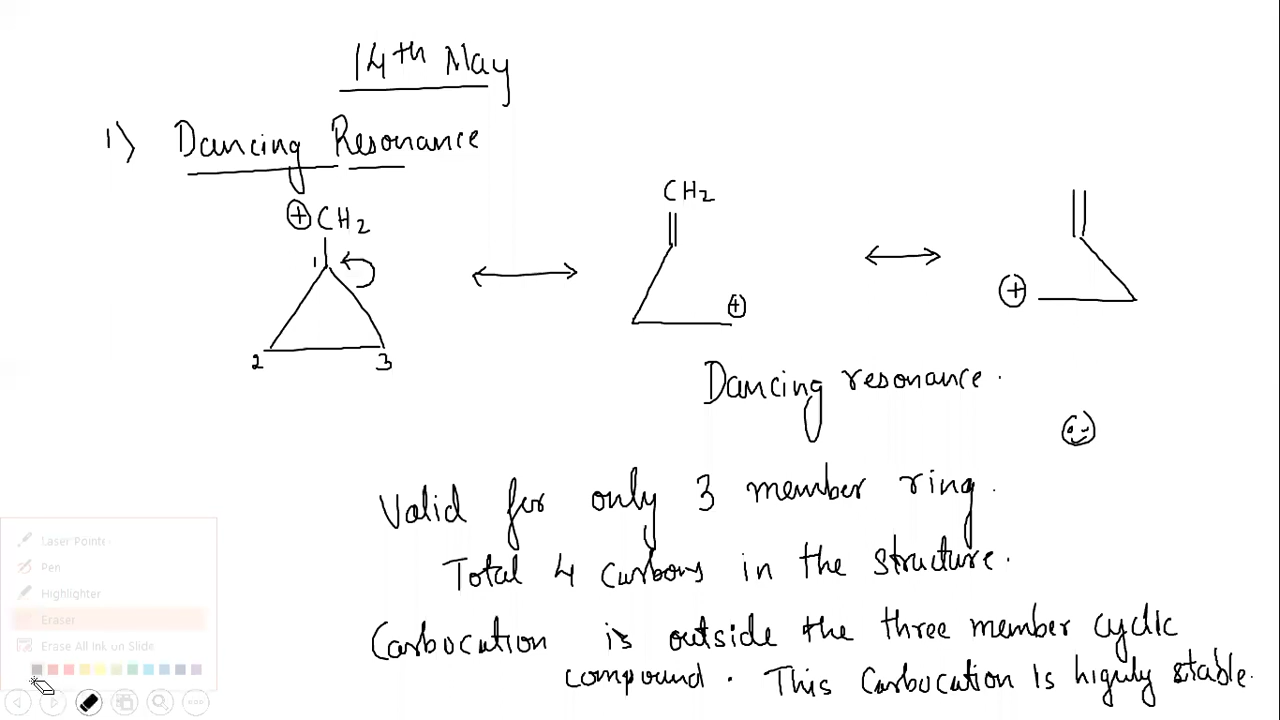 14th May
1) Dancing Resonance
⊕ CH2
CH2
1
⊕
⊕
2
3
Dancing resonance.
Valid for only 3 member ring.
Total 4 carbons in the structure.
Carbocation is outside the three member cyclic
compound. This Carbocation is highly stable.
Laser Pointer
Pen
Highlighter
Eraser
Erase All Ink on Slide